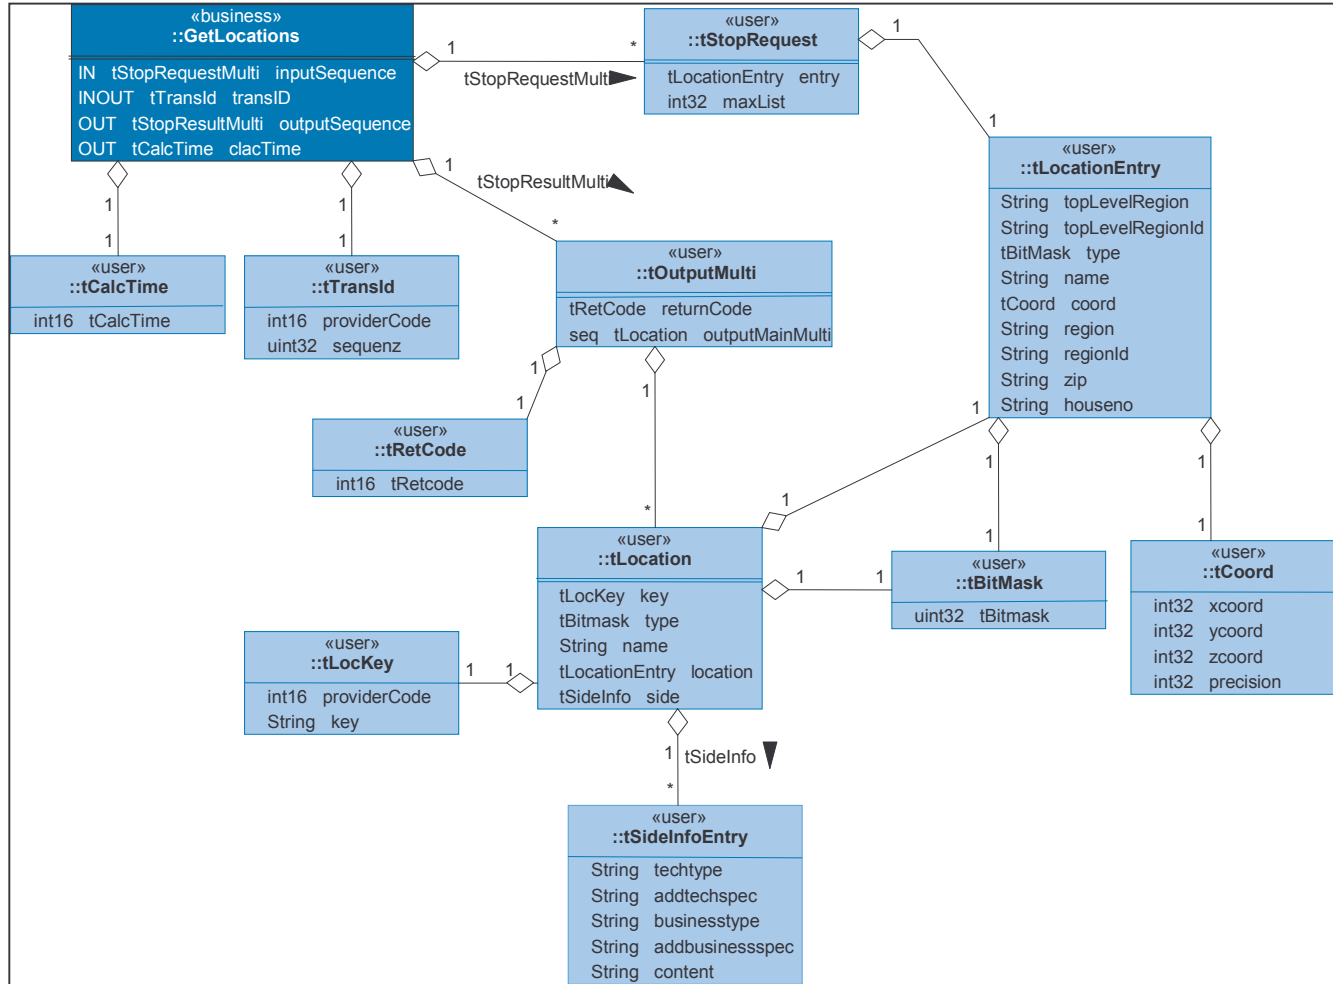 «business»
::GetLocations
IN tStopRequestMulti inputSequence
INOUT tTransId transID
OUT tStopResultMulti outputSequence
OUT tCalcTime clacTime
1
*
tStopRequestMulti
«user»
::tStopRequest
tLocationEntry entry
int32 maxList
1
1
«user»
::tLocationEntry
String topLevelRegion
String topLevelRegionId
tBitMask type
String name
tCoord coord
String region
regionId
String
String zip
String houseno
1
tStopResultMulti
*
1
1
1
1
«user»
::tCalcTime
int16 tCalcTime
«user»
::tTransId
int16 providerCode
uint32 sequenz
«user»
::tOutputMulti
tRetCode returnCode
seq tLocation outputMainMulti
1
1
1
*
«user»
::tRetCode
int16 tRetcode
1
1
1
1
1
1
«user»
::tLocation
tLocKey key
tBitmask type
String name
tLocationEntry location
tSideInfo side
1
1
«user»
::tBitMask
uint32 tBitmask
«user»
::tCoord
int32 xcoord
int32 ycoord
int32 zcoord
int32 precision
«user»
::tLocKey
int16 providerCode
String key
1
1
1
tSideInfo
*
«user»
::tSideInfoEntry
String techtype
String addtechspec
String businesstype
String addbusinessspec
String content